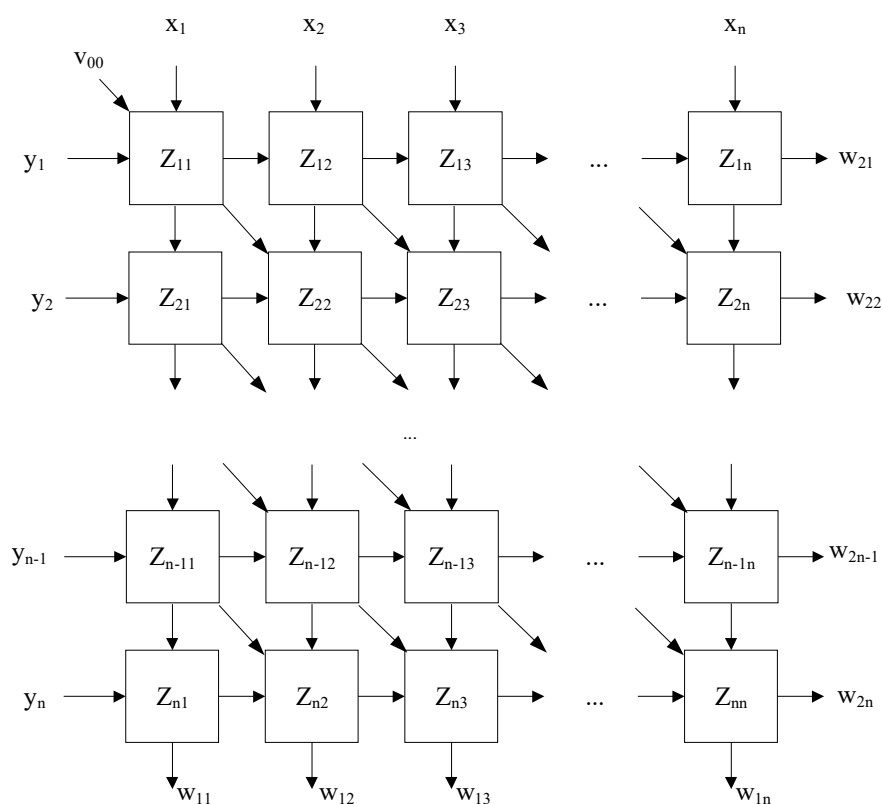 x₁ x₂ x₃ xₙ
v₀₀
y₁ Z₁₁ Z₁₂ Z₁₃ ... Z₁ₙ w₂₁
y₂ Z₂₁ Z₂₂ Z₂₃ ... Z₂ₙ w₂₂
...
yₙ₋₁ Zₙ₋₁₁ Zₙ₋₁₂ Zₙ₋₁₃ ... Zₙ₋₁ₙ w₂ₙ₋₁
yₙ Zₙ₁ Zₙ₂ Zₙ₃ ... Zₙₙ w₂ₙ
w₁₁ w₁₂ w₁₃ w₁ₙ